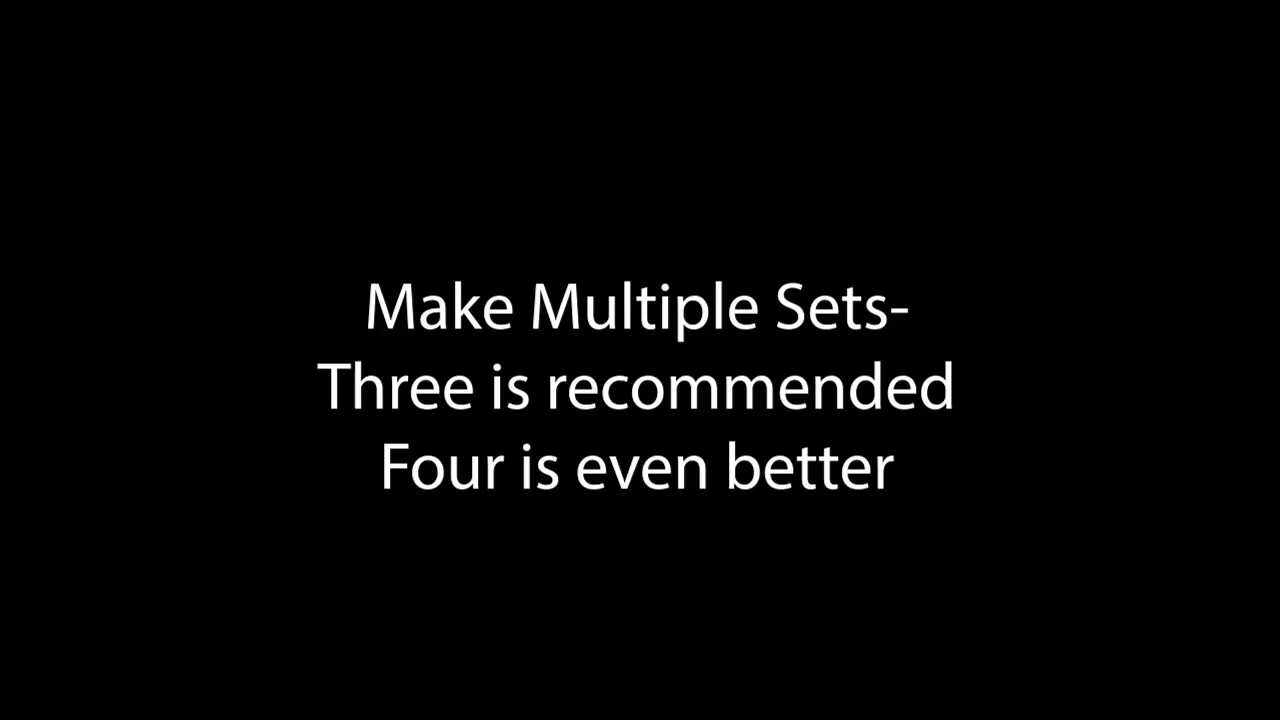 Make Multiple Sets-
Three is recommended
Four is even better